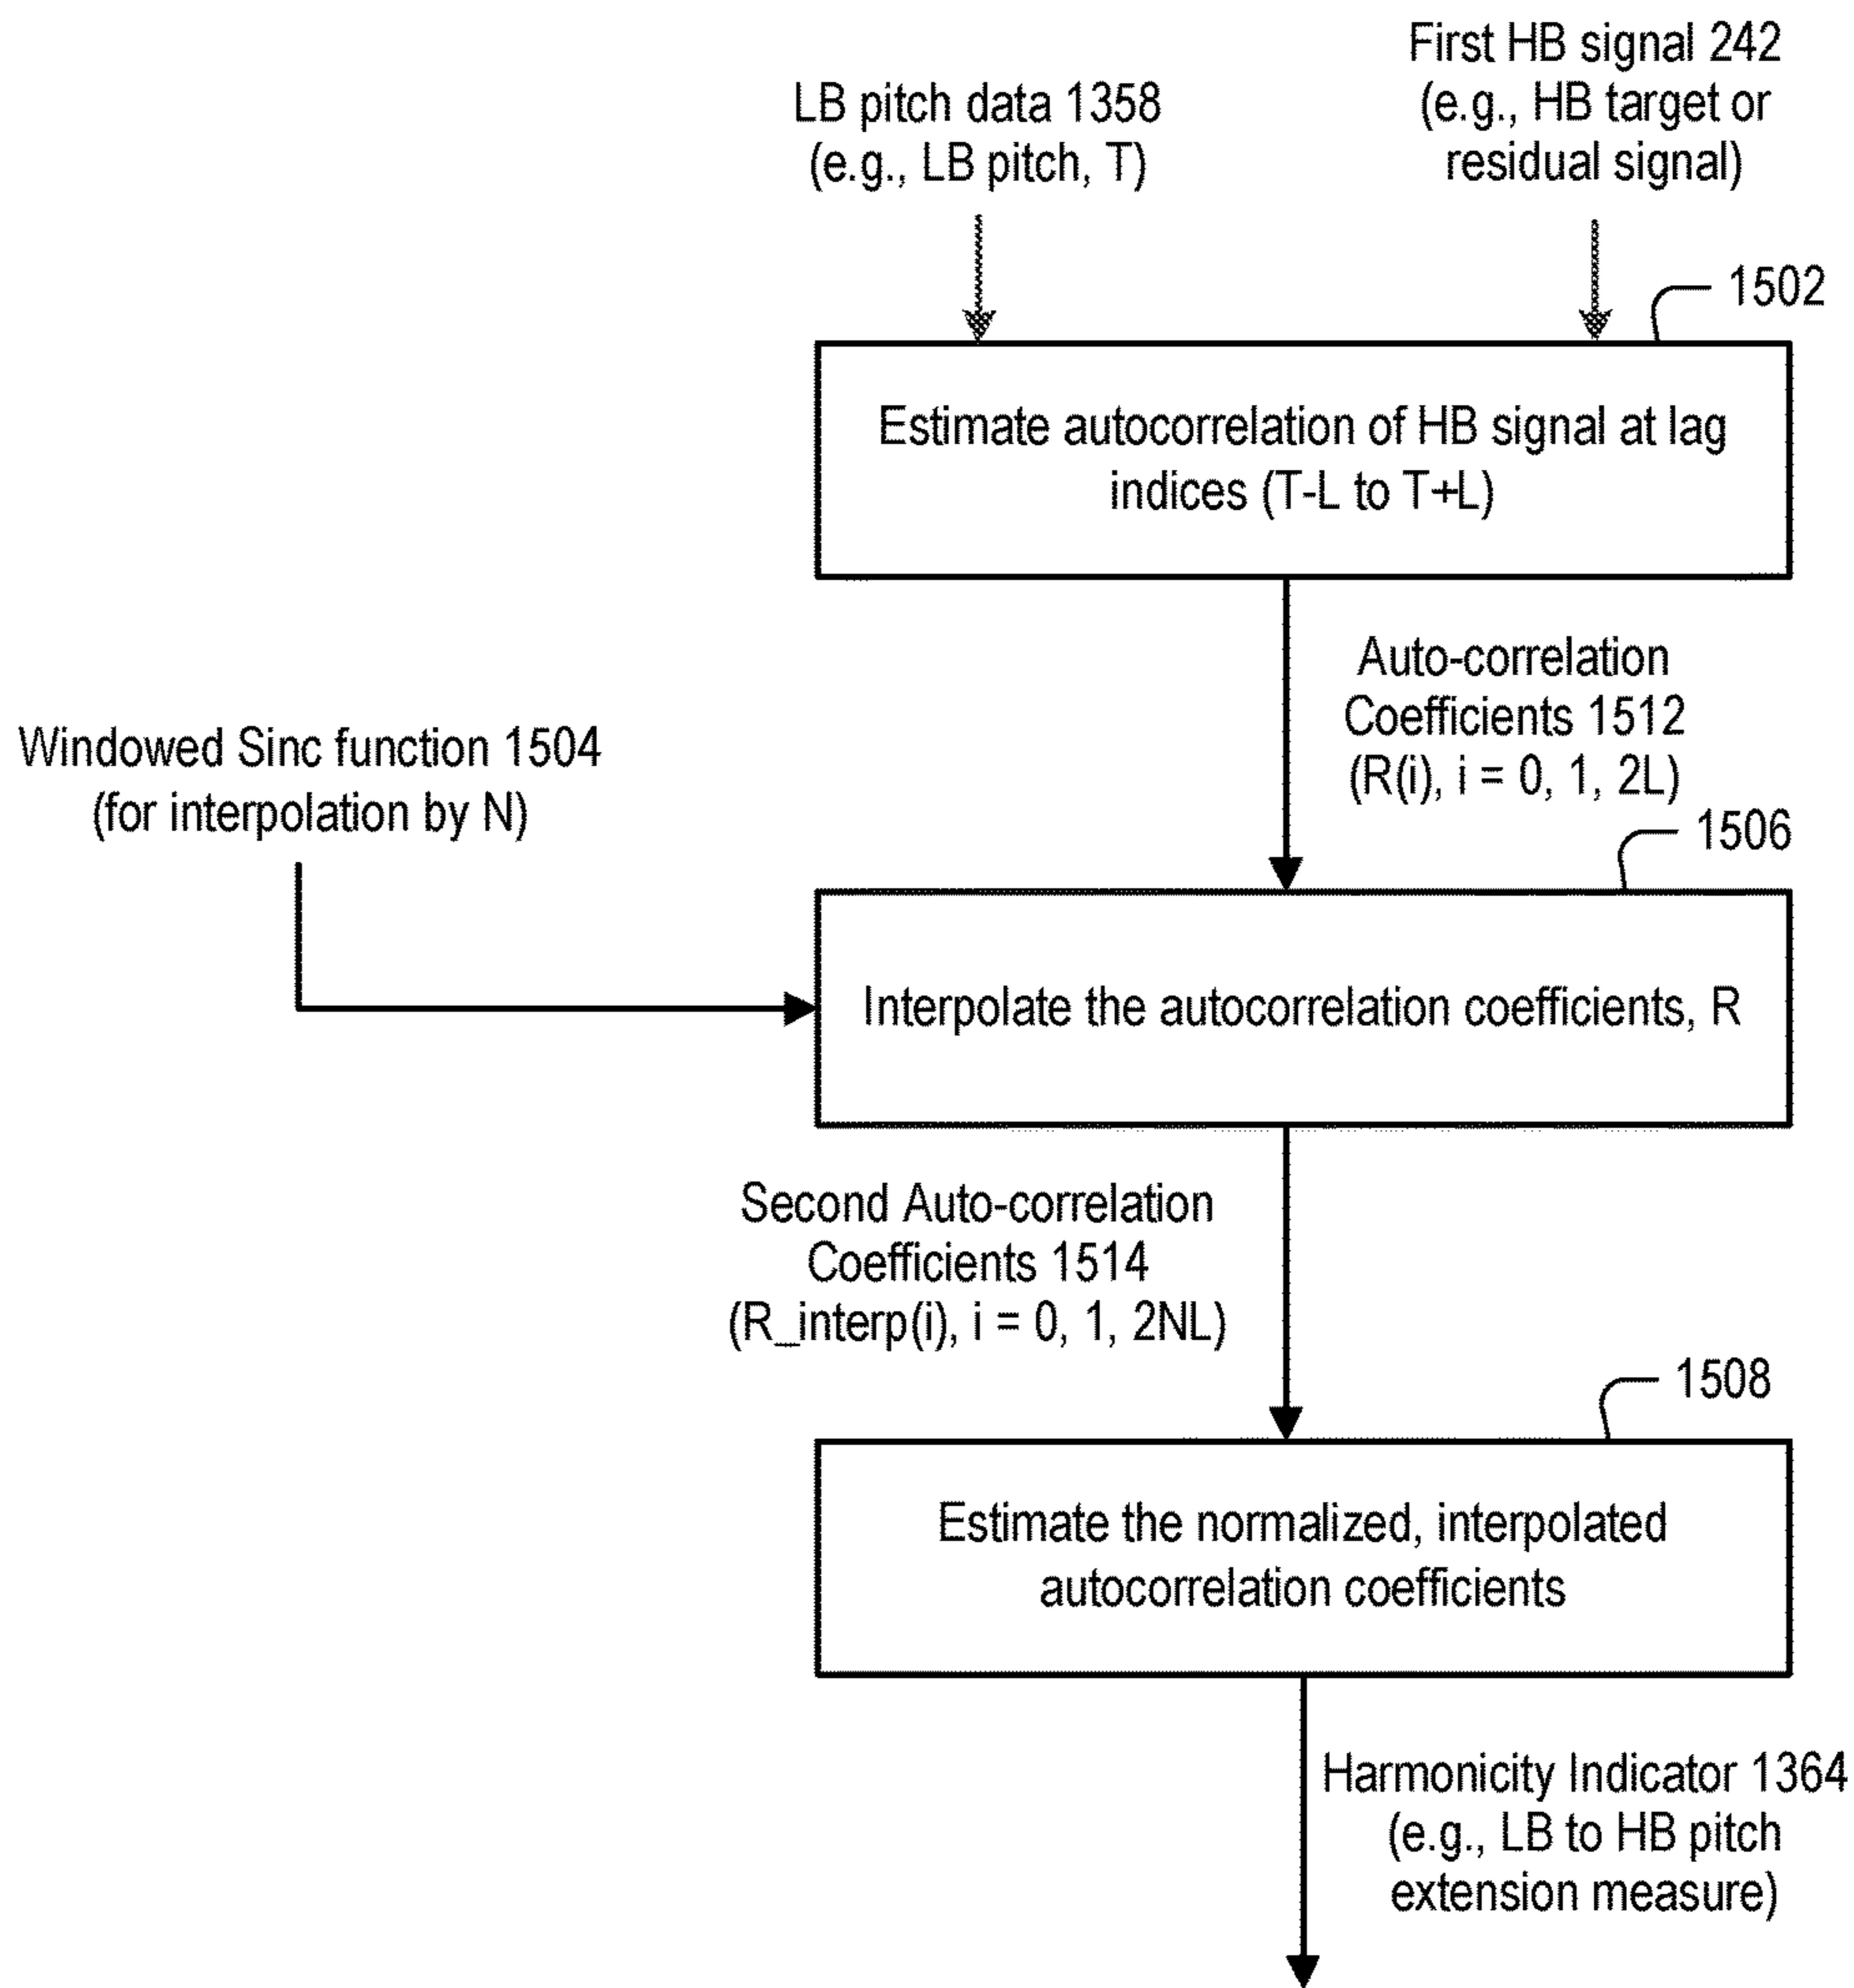 First HB signal 242
(e.g., HB target or
residual signal)
LB pitch data 1358
(e.g., LB pitch, T)
1502
Estimate autocorrelation of HB signal at lag
indices (T-L to T+L)
Auto-correlation
Coefficients 1512
(R(i), i = 0, 1, 2L)
Windowed Sinc function 1504
(for interpolation by N)
1506
Interpolate the autocorrelation coefficients, R
Second Auto-correlation
Coefficients 1514
(R_interp(i), i = 0, 1, 2NL)
1508
Estimate the normalized, interpolated
autocorrelation coefficients
Harmonicity Indicator 1364
(e.g., LB to HB pitch
extension measure)